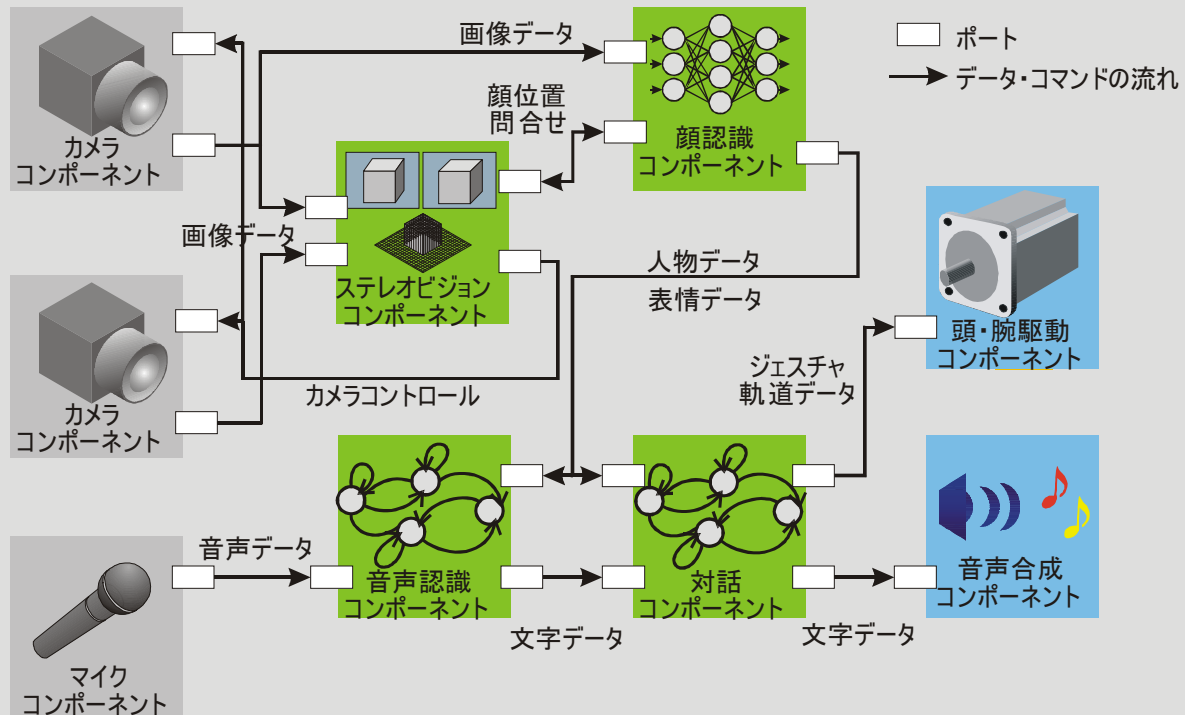 画像データ
ポート
データ・コマンドの流れ
顔位置
問合せ
カメラ
コンポーネント
顔認識
コンポーネント
画像データ
ステレオビジョン
コンポーネント
人物データ
表情データ
頭・腕駆動
コンポーネント
カメラコントロール
ジェスチャ
軌道データ
カメラ
コンポーネント
音声データ
音声認識
コンポーネント
対話
コンポーネント
音声合成
コンポーネント
文字データ
文字データ
マイク
コンポーネント